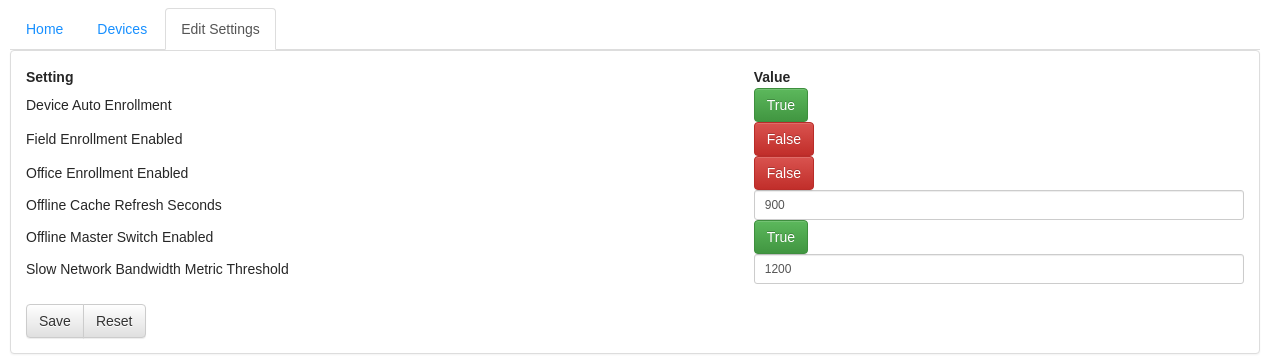 Home Devices Edit Settings
Setting Value
Device Auto Enrollment True
Field Enrollment Enabled False
Office Enrollment Enabled False
Offline Cache Refresh Seconds 900
Offline Master Switch Enabled True
Slow Network Bandwidth Metric Threshold 1200
Save Reset